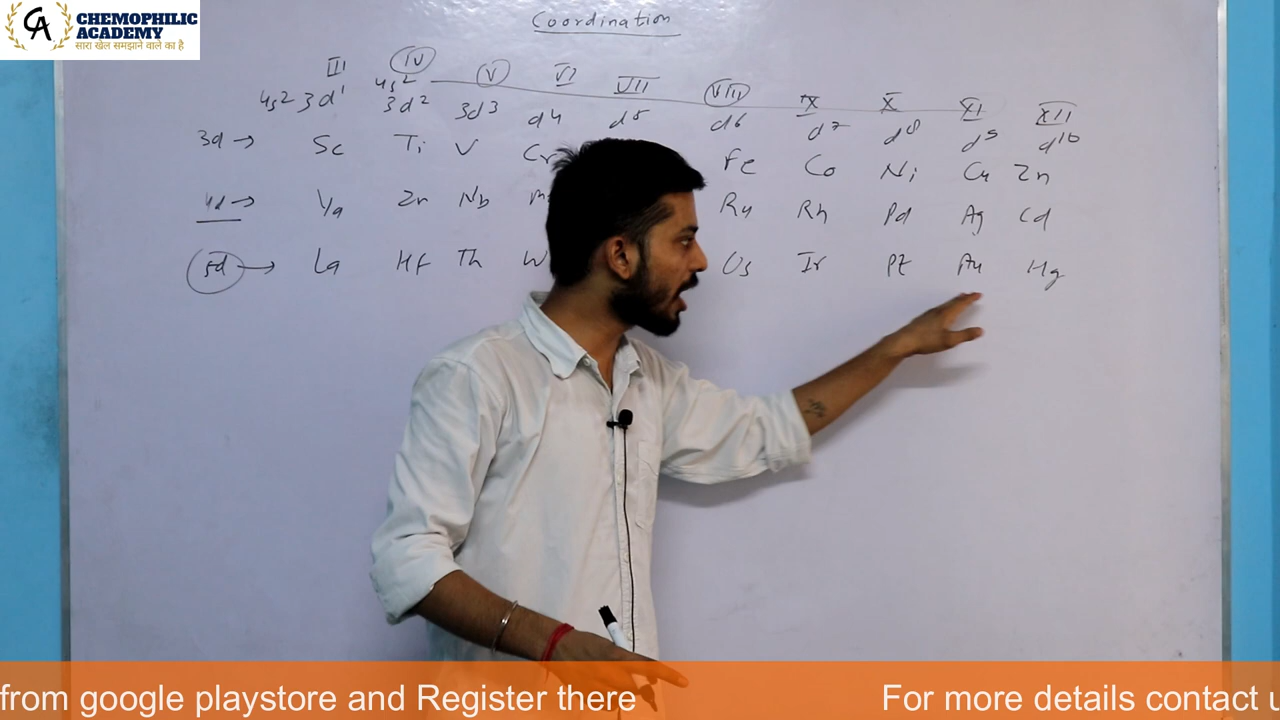 CA CHEMOPHILIC
ACADEMY
सारा खेल समझाने वाले का है
Coordination
III IV V VI VII VIII IX X XI XII
4s2 3d1 4s2 3d2 3d3 d4 d5 d6 d7 d8 d9 d10
3d → Sc Ti V Cr Fe Co Ni Cu Zn
4d → Ya Zr Nb Ru Rh Pd Ag Cd
5d → La Hf Th W Os Ir Pt Au Hg
from google playstore and Register there For more details contact u